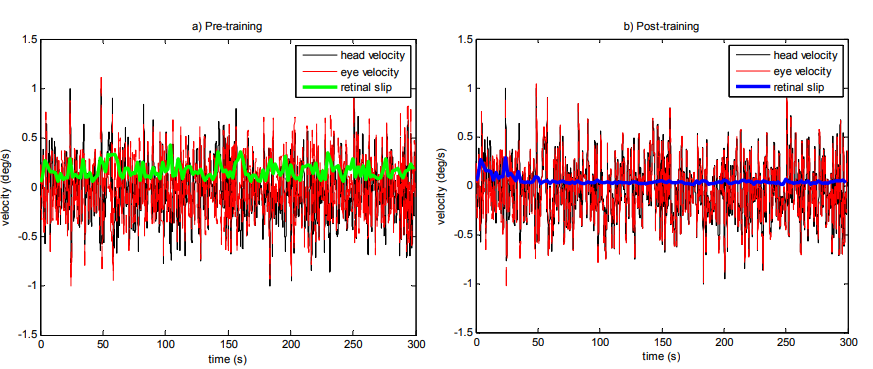 a) Pre-training
1.5
1
0.5
0
-0.5
-1
-1.5
velocity (deg/s)
head velocity
eye velocity
retinal slip
0 50 100 150 200 250 300
time (s)
b) Post-training
1.5
1
0.5
0
-0.5
-1
-1.5
velocity (deg/s)
head velocity
eye velocity
retinal slip
0 50 100 150 200 250 300
time (s)